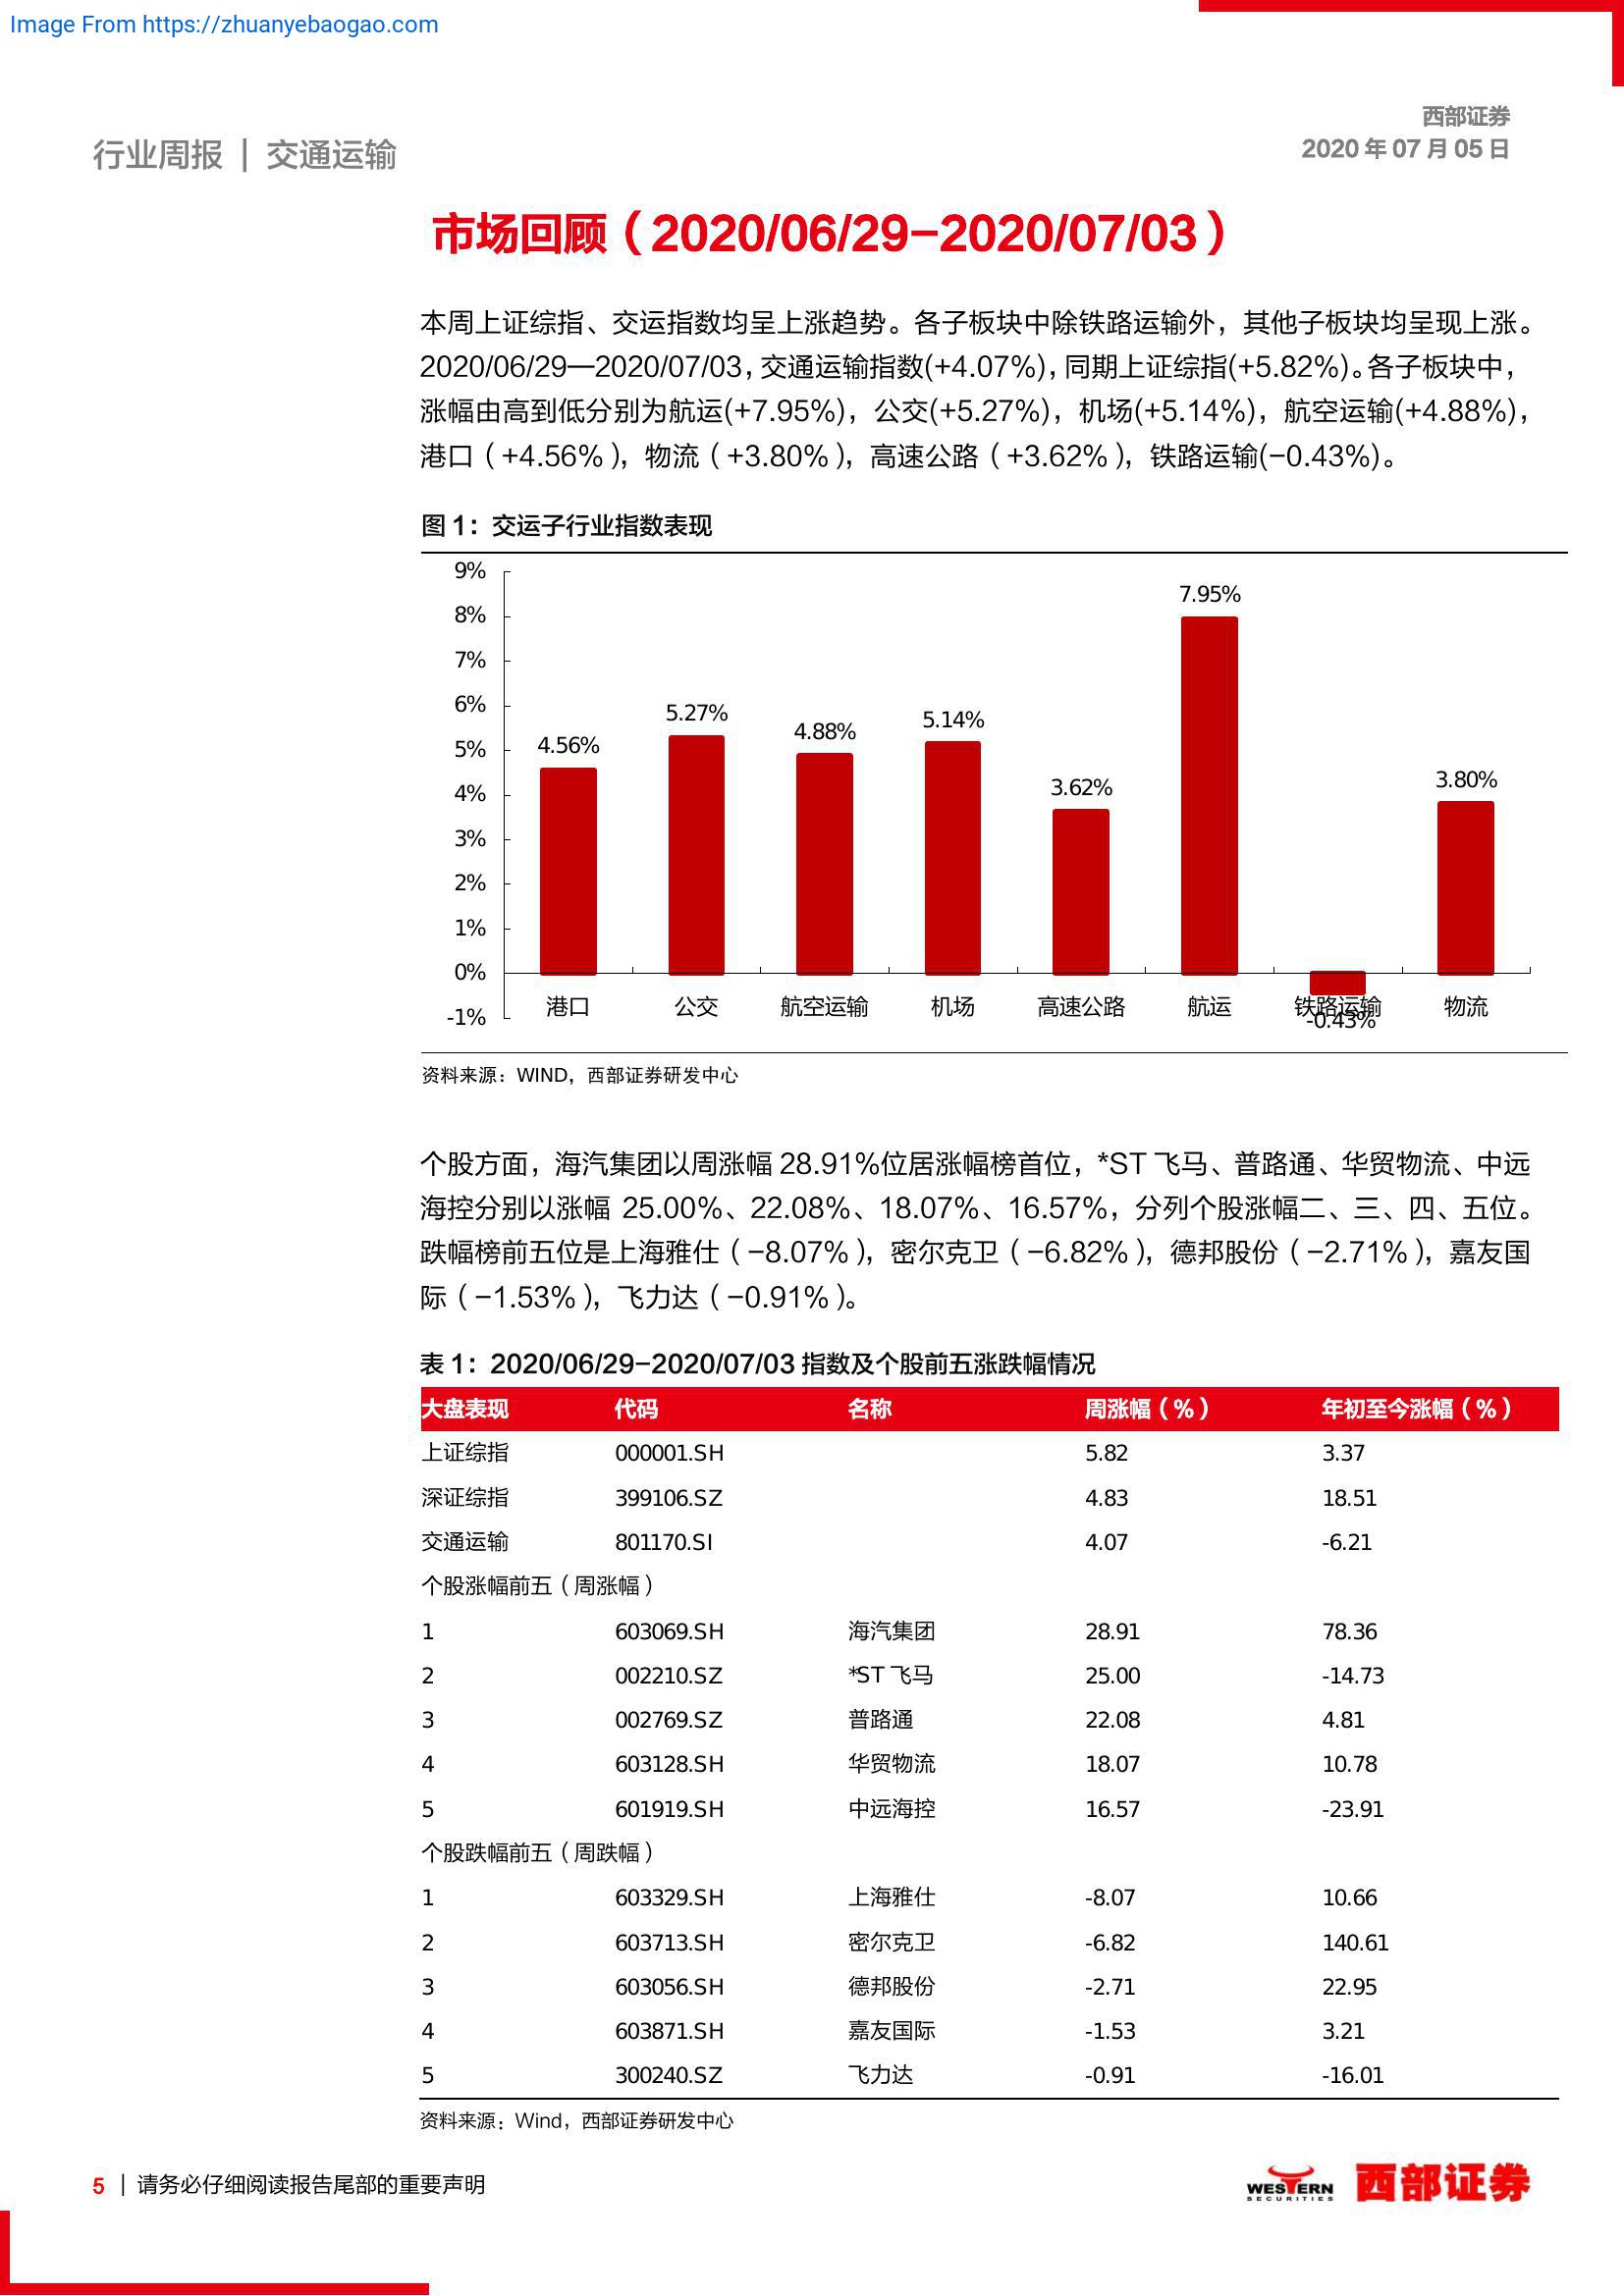 Image From https://zhuanyebaogao.com
西部证券
行业周报 | 交通运输
2020 年 07 月 05 日
市场回顾（2020/06/29-2020/07/03）
本周上证综指、交运指数均呈上涨趋势。各子板块中除铁路运输外，其他子板块均呈现上涨。
2020/06/29—2020/07/03，交通运输指数(+4.07%)，同期上证综指(+5.82%)。各子板块中，
涨幅由高到低分别为航运(+7.95%)，公交(+5.27%)，机场(+5.14%)，航空运输(+4.88%)，
港口（+4.56%），物流（+3.80%），高速公路（+3.62%），铁路运输(-0.43%)。
图 1：交运子行业指数表现
9%
8%
7%
6%
5%
4%
3%
2%
1%
0%
-1%
4.56%
5.27%
4.88%
5.14%
3.62%
7.95%
-0.43%
3.80%
港口 公交 航空运输 机场 高速公路 航运 铁路运输 物流
资料来源：WIND，西部证券研发中心
个股方面，海汽集团以周涨幅 28.91%位居涨幅榜首位，*ST 飞马、普路通、华贸物流、中远
海控分别以涨幅 25.00%、22.08%、18.07%、16.57%，分列个股涨幅二、三、四、五位。
跌幅榜前五位是上海雅仕（-8.07%），密尔克卫（-6.82%），德邦股份（-2.71%），嘉友国
际（-1.53%），飞力达（-0.91%）。
表 1：2020/06/29-2020/07/03 指数及个股前五涨跌幅情况
大盘表现 代码 名称 周涨幅（%） 年初至今涨幅（%）
上证综指 000001.SH 5.82 3.37
深证综指 399106.SZ 4.83 18.51
交通运输 801170.SI 4.07 -6.21
个股涨幅前五（周涨幅）
1 603069.SH 海汽集团 28.91 78.36
2 002210.SZ *ST 飞马 25.00 -14.73
3 002769.SZ 普路通 22.08 4.81
4 603128.SH 华贸物流 18.07 10.78
5 601919.SH 中远海控 16.57 -23.91
个股跌幅前五（周跌幅）
1 603329.SH 上海雅仕 -8.07 10.66
2 603713.SH 密尔克卫 -6.82 140.61
3 603056.SH 德邦股份 -2.71 22.95
4 603871.SH 嘉友国际 -1.53 3.21
5 300240.SZ 飞力达 -0.91 -16.01
资料来源：Wind，西部证券研发中心
5 | 请务必仔细阅读报告尾部的重要声明
WESTERN
SECURITIES
西部证券